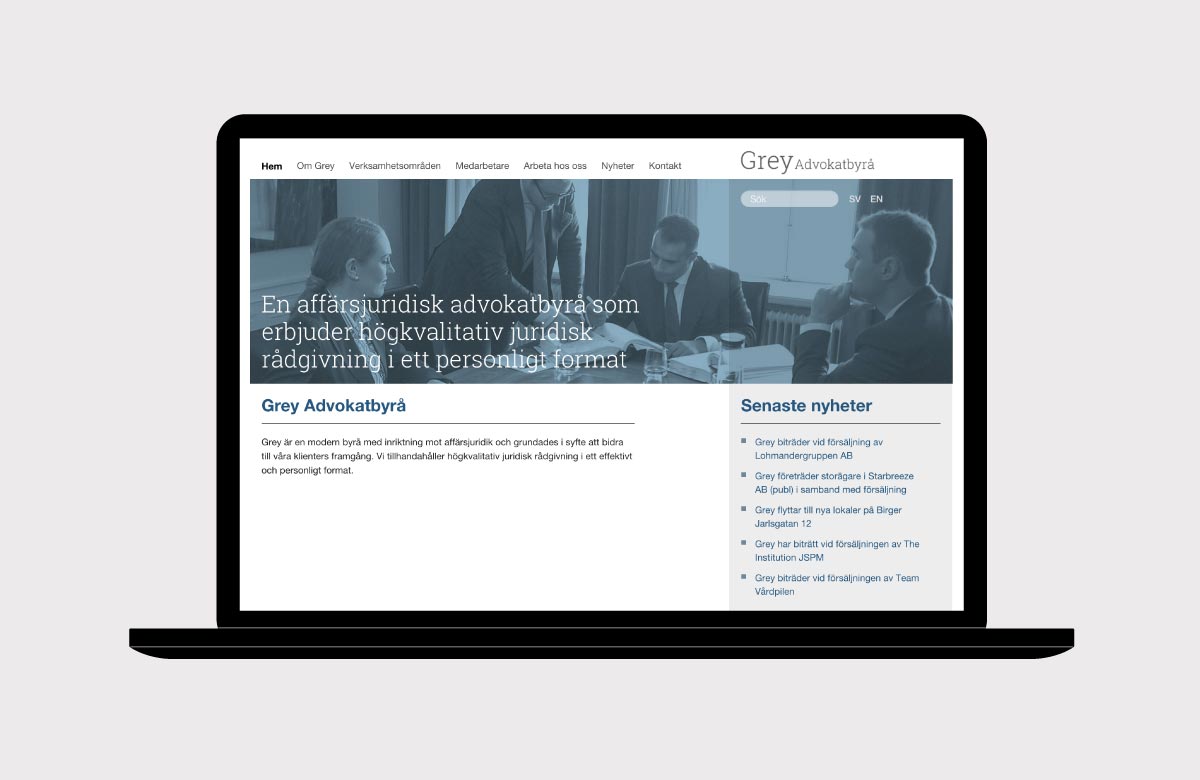 Hem Om Grey Verksamhetsområden Medarbetare Arbeta hos oss Nyheter Kontakt
Grey Advokatbyrå
Sök SV EN
En affärsjuridisk advokatbyrå som
erbjuder högkvalitativ juridisk
rådgivning i ett personligt format
Grey Advokatbyrå
Grey är en modern byrå med inriktning mot affärsjuridik och grundades i syfte att bidra
till våra klienters framgång. Vi tillhandahåller högkvalitativ juridisk rådgivning i ett effektivt
och personligt format.
Senaste nyheter
Grey biträder vid försäljning av
Lohmandergruppen AB
Grey företräder storägare i Starbreeze
AB (publ) i samband med försäljning
Grey flyttar till nya lokaler på Birger
Jarlsgatan 12
Grey har biträtt vid försäljningen av The
Institution JSPM
Grey biträder vid försäljningen av Team
Vårdpilen